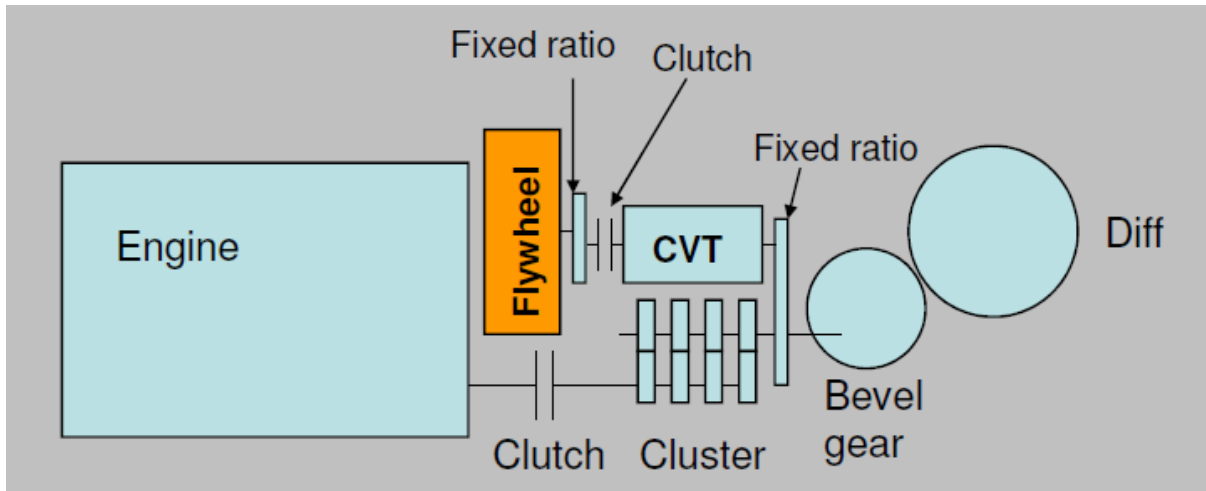 Fixed ratio
Clutch
Fixed ratio
Engine
Flywheel
CVT
Diff
Clutch
Cluster
Bevel
gear